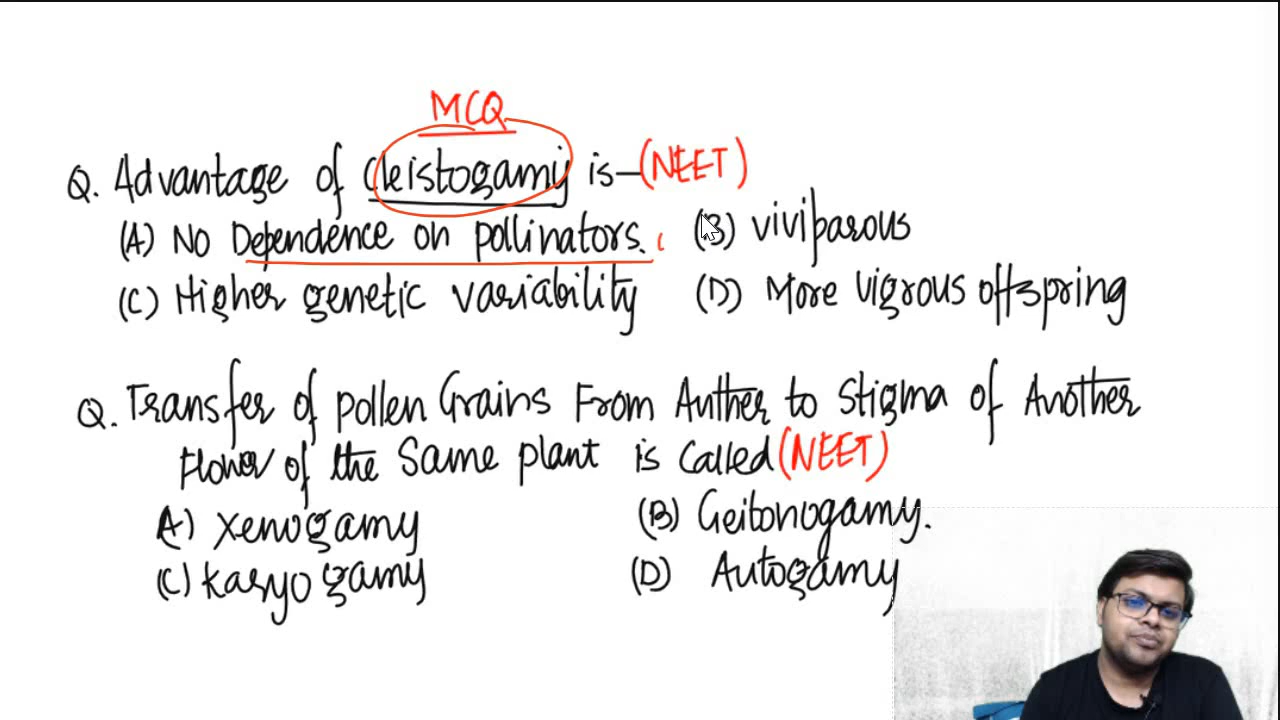 MCQ
Q. Advantage of Cleistogamy is—(NEET)
(A) No Dependence on pollinators. (B) viviparous
(C) Higher genetic variability (D) More vigrous offspring
Q. Transfer of pollen Grains From Anther to Stigma of Another
Flower of the Same plant is Called (NEET)
(A) Xenogamy (B) Geitonogamy.
(C) Karyogamy (D) Autogamy